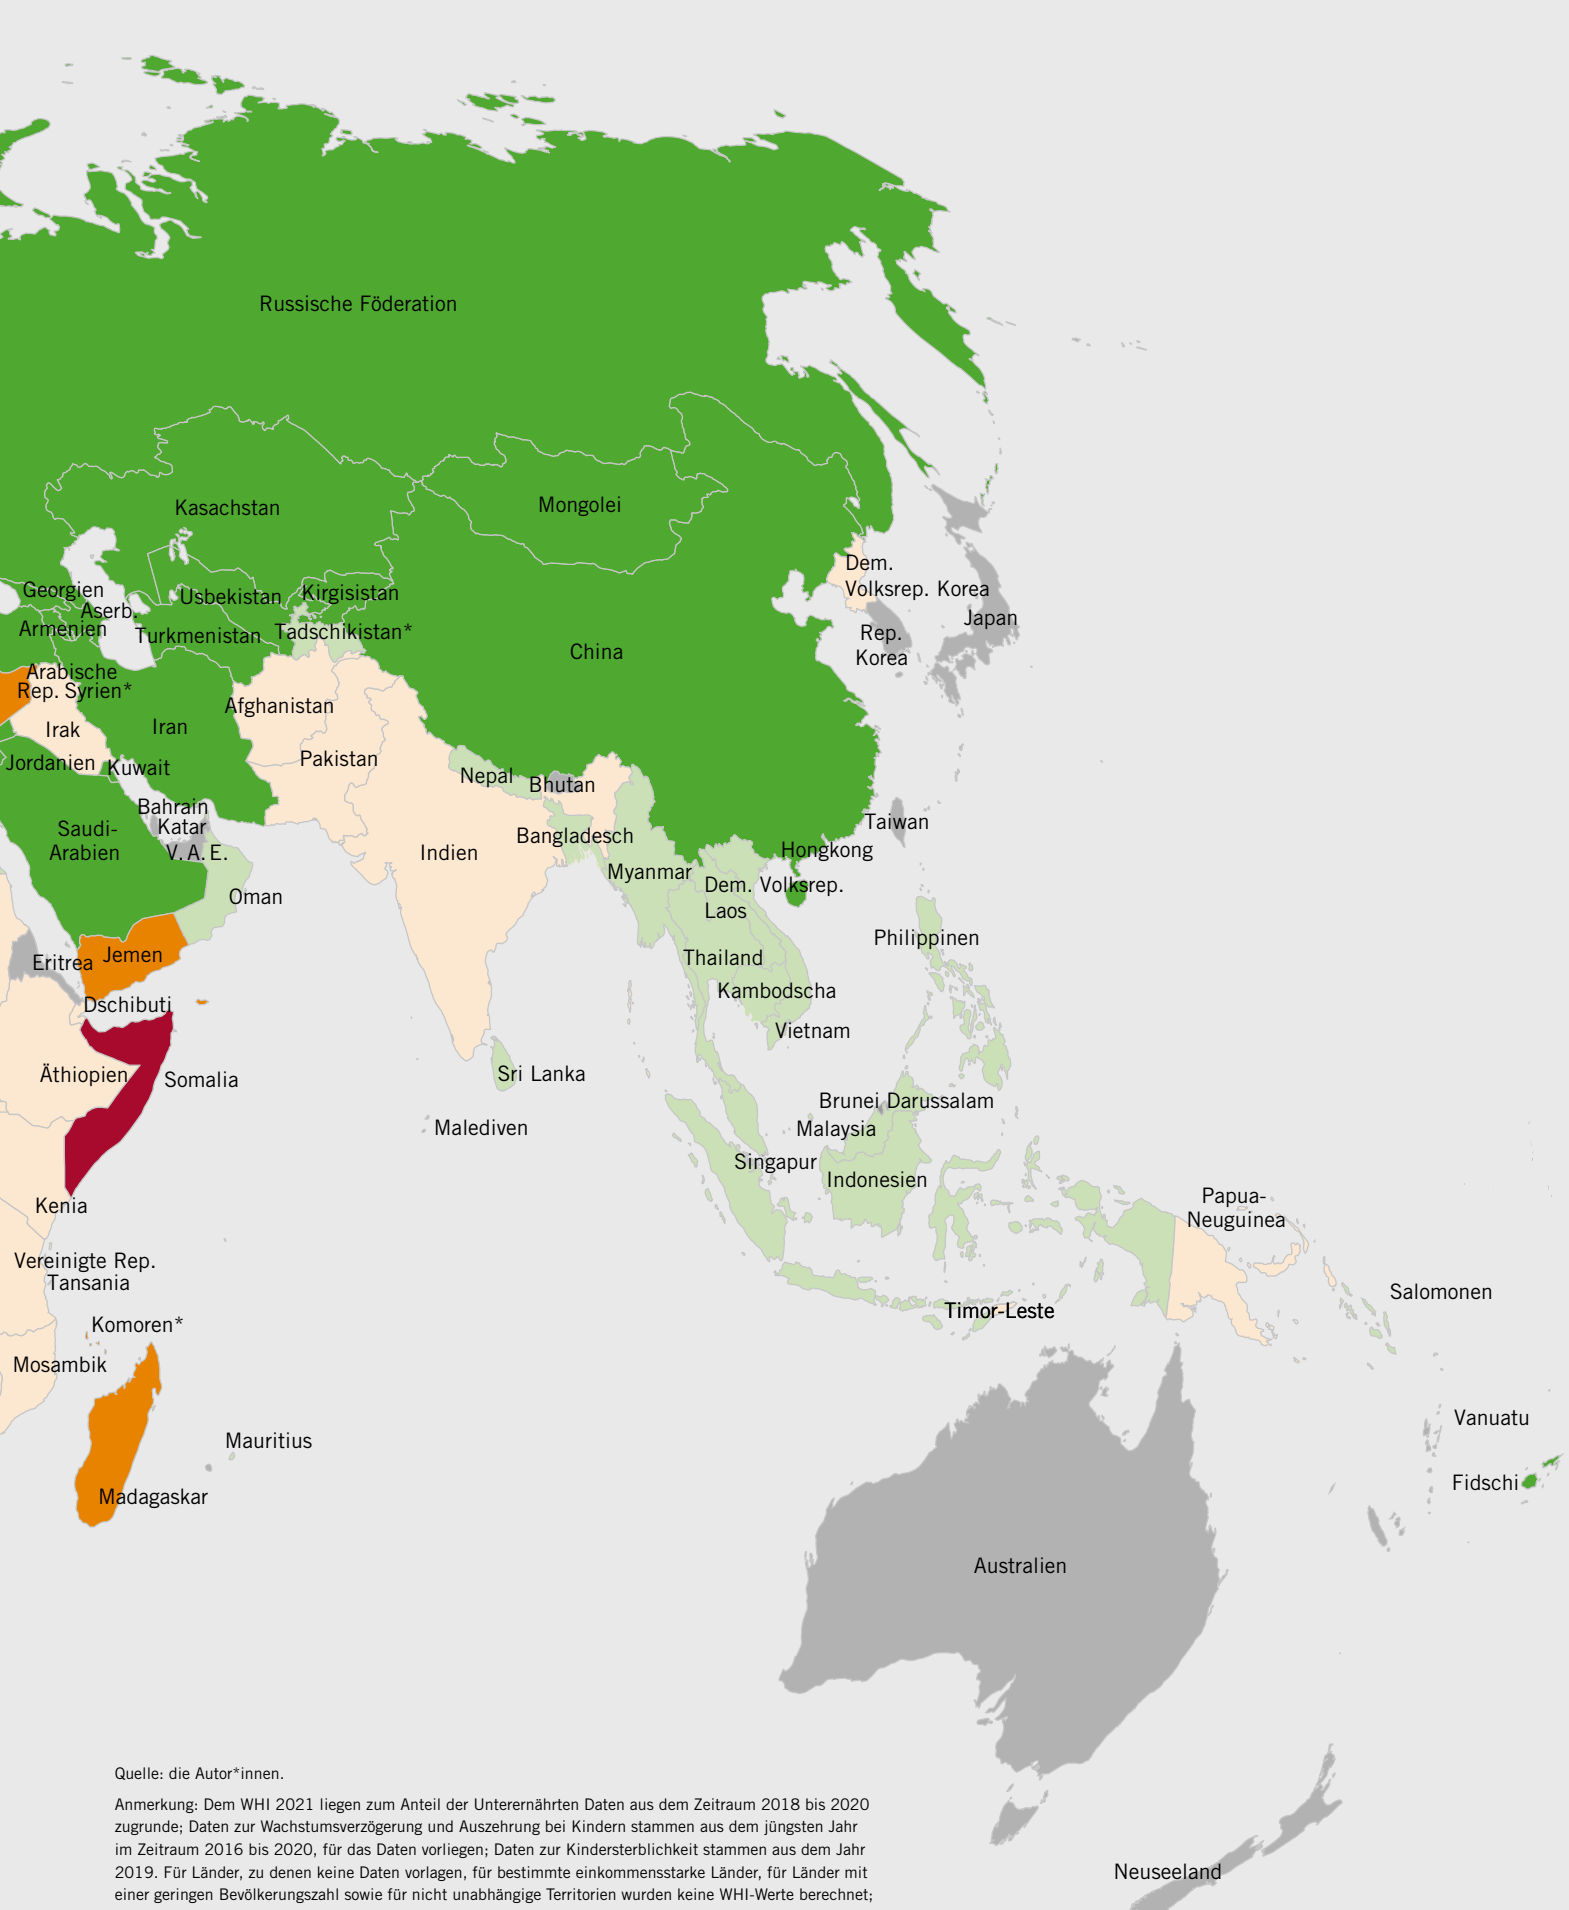 Russische Föderation
Kasachstan
Mongolei
Dem.
Volksrep. Korea
Georgien
Usbekistan
Kirgisistan
Aserb.
Armenien
Turkmenistan
Tadschikistan*
Japan
Rep.
Korea
China
Arabische
Rep. Syrien*
Afghanistan
Irak
Iran
Pakistan
Jordanien
Kuwait
Nepal
Bhutan
Bahrain
Katar
Saudi-
Arabien
V. A. E.
Bangladesch
Taiwan
Indien
Hongkong
Myanmar
Dem. Volksrep.
Laos
Oman
Philippinen
Eritrea
Jemen
Thailand
Kambodscha
Dschibuti
Vietnam
Äthiopien
Somalia
Sri Lanka
Brunei Darussalam
Malediven
Malaysia
Singapur
Indonesien
Kenia
Papua-
Neuguinea
Vereinigte Rep.
Tansania
Salomonen
Timor-Leste
Komoren*
Mosambik
Vanuatu
Mauritius
Fidschi
Madagaskar
Australien
Neuseeland
Quelle: die Autor*innen.
Anmerkung: Dem WHI 2021 liegen zum Anteil der Unterernährten Daten aus dem Zeitraum 2018 bis 2020
zugrunde; Daten zur Wachstumsverzögerung und Auszehrung bei Kindern stammen aus dem jüngsten Jahr
im Zeitraum 2016 bis 2020, für das Daten vorliegen; Daten zur Kindersterblichkeit stammen aus dem Jahr
2019. Für Länder, zu denen keine Daten vorlagen, für bestimmte einkommensstarke Länder, für Länder mit
einer geringen Bevölkerungszahl sowie für nicht unabhängige Territorien wurden keine WHI-Werte berechnet;